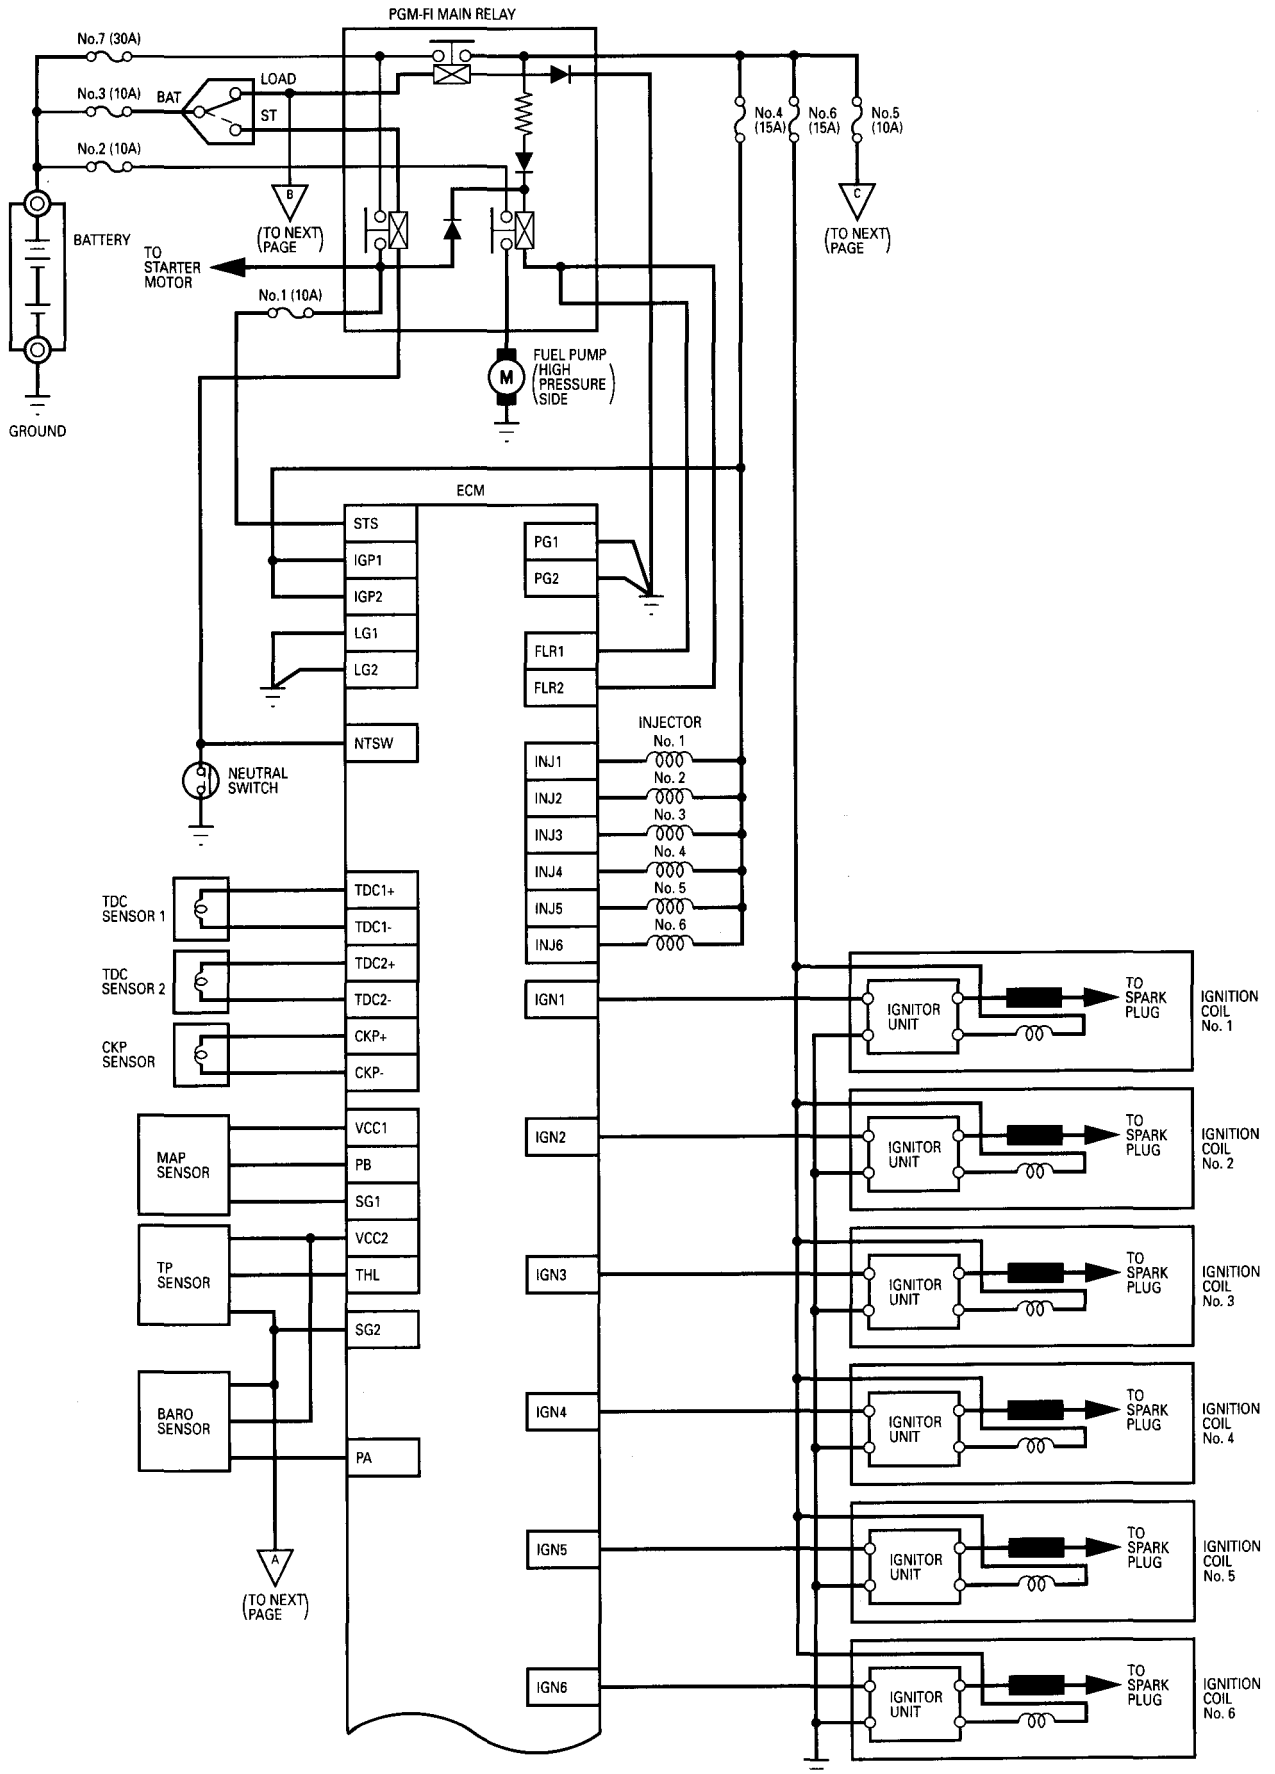 PGM-FI MAIN RELAY
No.7 (30A)
No.3 (10A)
BAT
LOAD
ST
No.2 (10A)
No.4
(15A)
No.6
(15A)
No.5
(10A)
B
(TO NEXT
PAGE)
C
(TO NEXT
PAGE)
BATTERY
TO
STARTER
MOTOR
No.1 (10A)
GROUND
M
FUEL PUMP
(HIGH
PRESSURE
SIDE)
ECM
STS
IGP1
IGP2
LG1
LG2
NTSW
NEUTRAL
SWITCH
PG1
PG2
FLR1
FLR2
INJECTOR
No. 1
INJ1
No. 2
INJ2
No. 3
INJ3
No. 4
INJ4
No. 5
INJ5
No. 6
INJ6
TDC
SENSOR 1
TDC1+
TDC1-
TDC
SENSOR 2
TDC2+
TDC2-
CKP
SENSOR
CKP+
CKP-
MAP
SENSOR
VCC1
PB
SG1
TP
SENSOR
VCC2
THL
SG2
BARO
SENSOR
PA
A
(TO NEXT
PAGE)
IGN1
IGNITOR
UNIT
TO
SPARK
PLUG
IGNITION
COIL
No. 1
IGN2
IGNITOR
UNIT
TO
SPARK
PLUG
IGNITION
COIL
No. 2
IGN3
IGNITOR
UNIT
TO
SPARK
PLUG
IGNITION
COIL
No. 3
IGN4
IGNITOR
UNIT
TO
SPARK
PLUG
IGNITION
COIL
No. 4
IGN5
IGNITOR
UNIT
TO
SPARK
PLUG
IGNITION
COIL
No. 5
IGN6
IGNITOR
UNIT
TO
SPARK
PLUG
IGNITION
COIL
No. 6